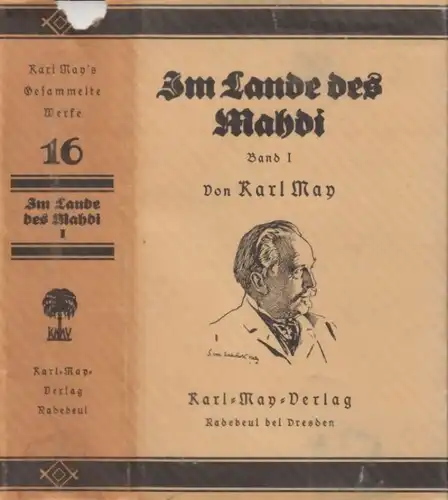 Karl May's
Gesammelte
Werke
16
Im Lande
des Mahdi
I
KMV
Karl=May=
Verlag
Radebeul
Im Lande des
Mahdi
Band I
Von Karl May
Karl=May=Verlag
Radebeul bei Dresden